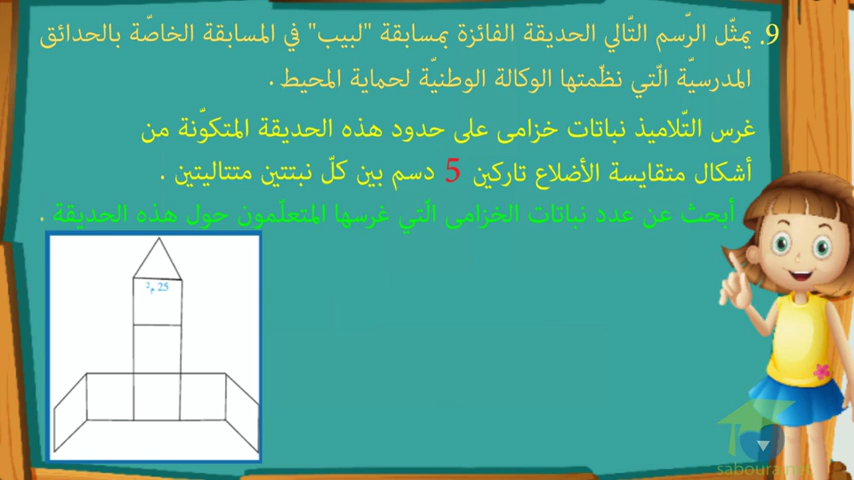 9. يمثّل الرّسم التّالي الحديقة الفائزة بمسابقة "لبيب" في المسابقة الخاصّة بالحدائق
المدرسيّة الّتي نظّمتها الوكالة الوطنيّة لحماية المحيط .
غرس التّلاميذ نباتات خزامى على حدود هذه الحديقة المتكوّنة من
أشكال متقايسة الأضلاع تاركين 5 دسم بين كلّ نبتتين متتاليتين .
أبحث عن عدد نباتات الخزامى الّتي غرسها المتعلّمون حول هذه الحديقة .
25 م²